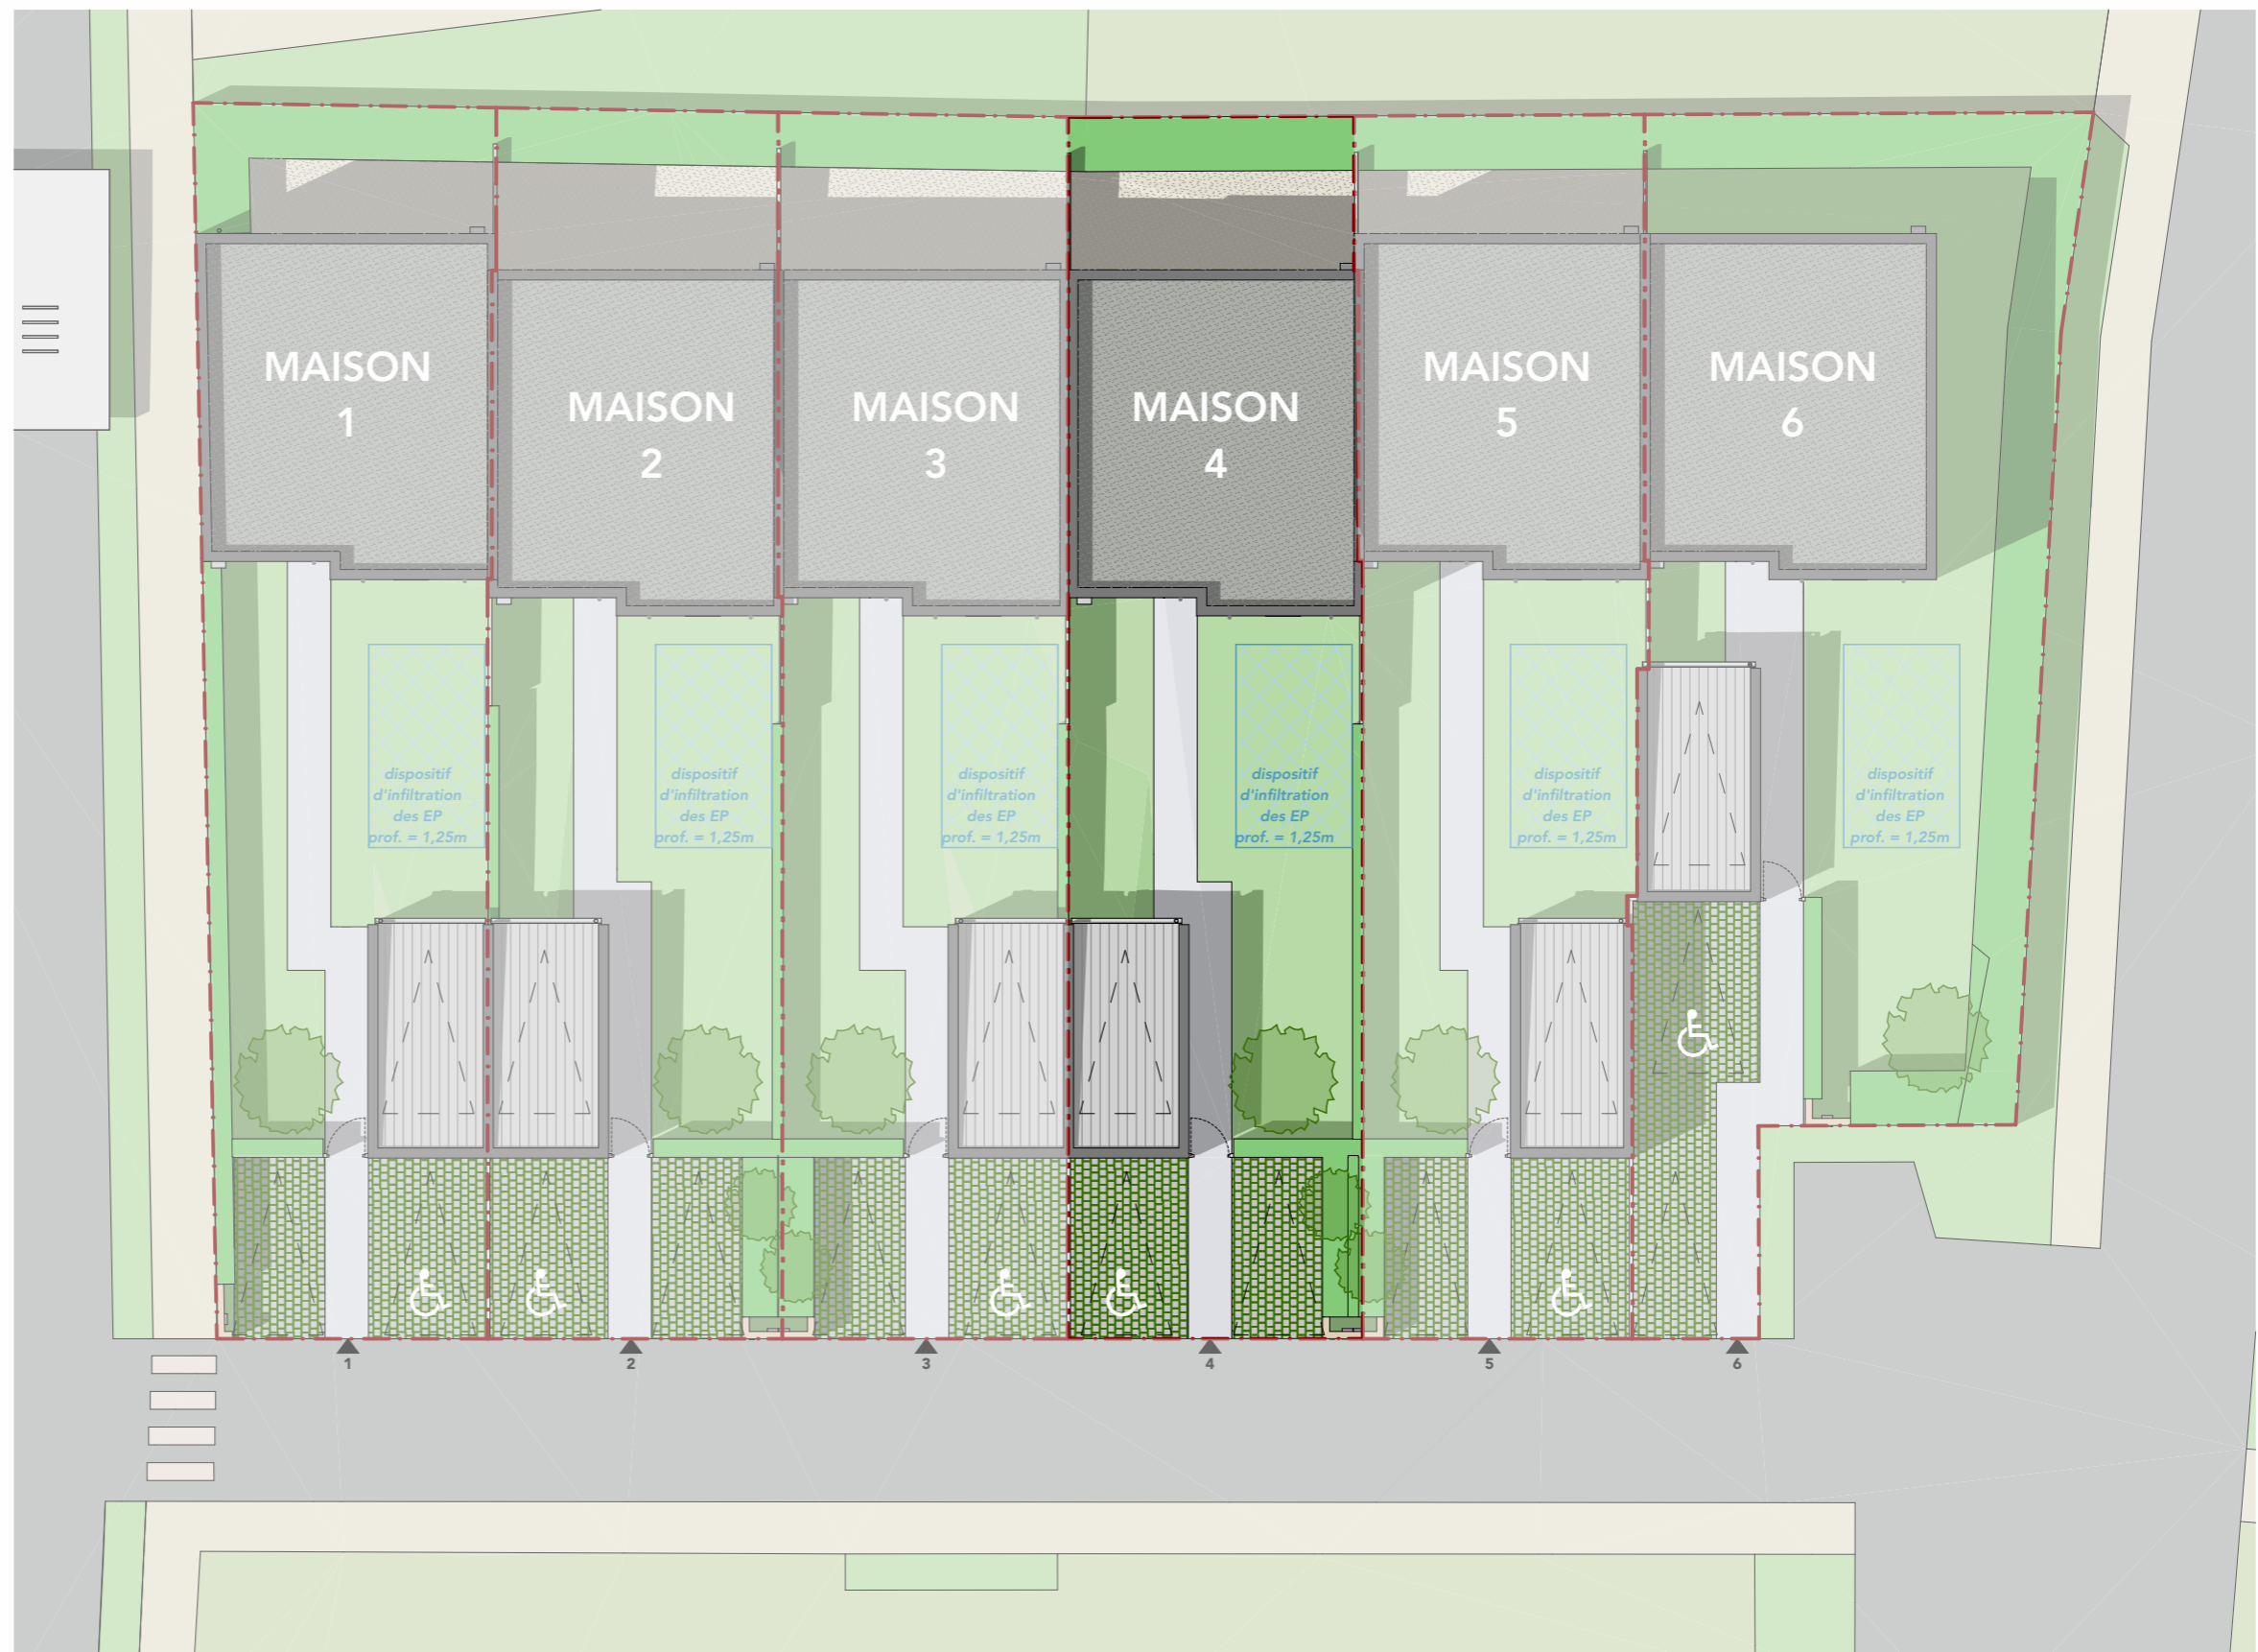 MAISON
1
MAISON
2
MAISON
3
MAISON
4
MAISON
5
MAISON
6
dispositif
d'infiltration
des EP
prof. = 1,25m
dispositif
d'infiltration
des EP
prof. = 1,25m
dispositif
d'infiltration
des EP
prof. = 1,25m
dispositif
d'infiltration
des EP
prof. = 1,25m
dispositif
d'infiltration
des EP
prof. = 1,25m
dispositif
d'infiltration
des EP
prof. = 1,25m
1
2
3
4
5
6